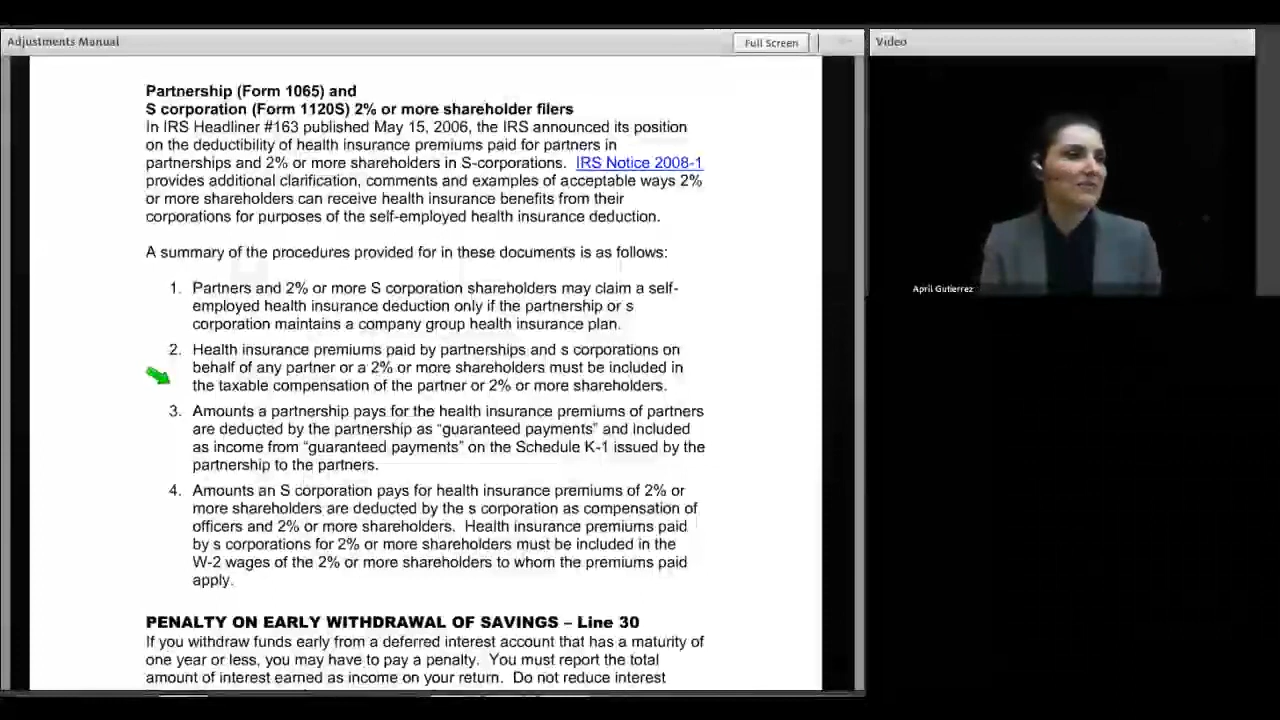 Adjustments Manual
Full Screen
Video
Partnership (Form 1065) and
S corporation (Form 1120S) 2% or more shareholder filers
In IRS Headliner #163 published May 15, 2006, the IRS announced its position
on the deductibility of health insurance premiums paid for partners in
partnerships and 2% or more shareholders in S-corporations. IRS Notice 2008-1
provides additional clarification, comments and examples of acceptable ways 2%
or more shareholders can receive health insurance benefits from their
corporations for purposes of the self-employed health insurance deduction.
A summary of the procedures provided for in these documents is as follows:
1. Partners and 2% or more S corporation shareholders may claim a self-
employed health insurance deduction only if the partnership or s
corporation maintains a company group health insurance plan.
2. Health insurance premiums paid by partnerships and s corporations on
behalf of any partner or a 2% or more shareholders must be included in
the taxable compensation of the partner or 2% or more shareholders.
3. Amounts a partnership pays for the health insurance premiums of partners
are deducted by the partnership as “guaranteed payments” and included
as income from “guaranteed payments” on the Schedule K-1 issued by the
partnership to the partners.
4. Amounts an S corporation pays for health insurance premiums of 2% or
more shareholders are deducted by the s corporation as compensation of
officers and 2% or more shareholders. Health insurance premiums paid
by s corporations for 2% or more shareholders must be included in the
W-2 wages of the 2% or more shareholders to whom the premiums paid
apply.
PENALTY ON EARLY WITHDRAWAL OF SAVINGS – Line 30
If you withdraw funds early from a deferred interest account that has a maturity of
one year or less, you may have to pay a penalty. You must report the total
amount of interest earned as income on your return. Do not reduce interest
April Gutierrez